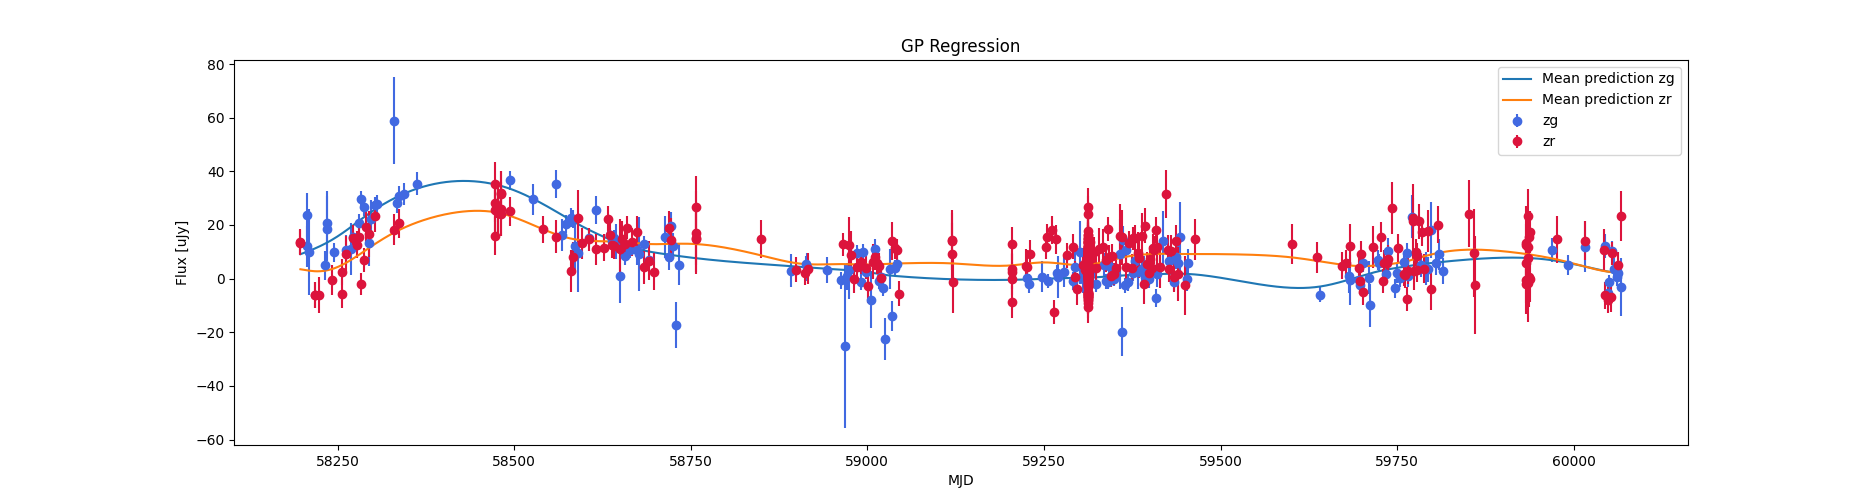 GP Regression
Flux [uJy]
80
60
40
20
0
−20
−40
−60
58250 58500 58750 59000 59250 59500 59750 60000
MJD
Mean prediction zg
Mean prediction zr
zg
zr